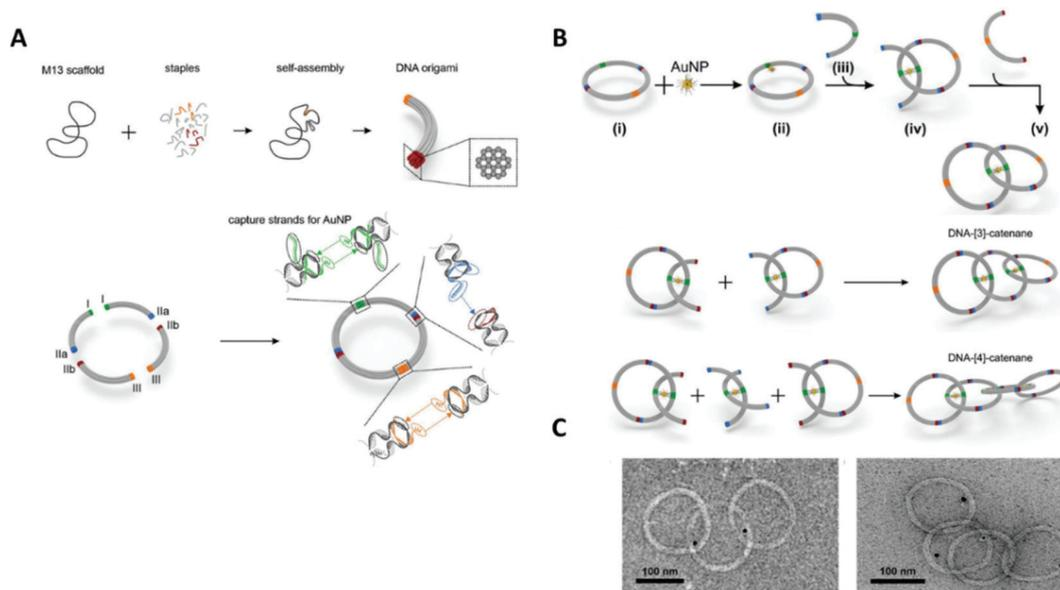 A
M13 scaffold
staples
self-assembly
DNA origami
+
capture strands for AuNP
I
I
IIa
IIb
IIa
IIb
III
III
B
AuNP
(iii)
+
(i)
(ii)
(iv)
(v)
DNA-[3]-catenane
+
DNA-[4]-catenane
+
+
C
100 nm
100 nm